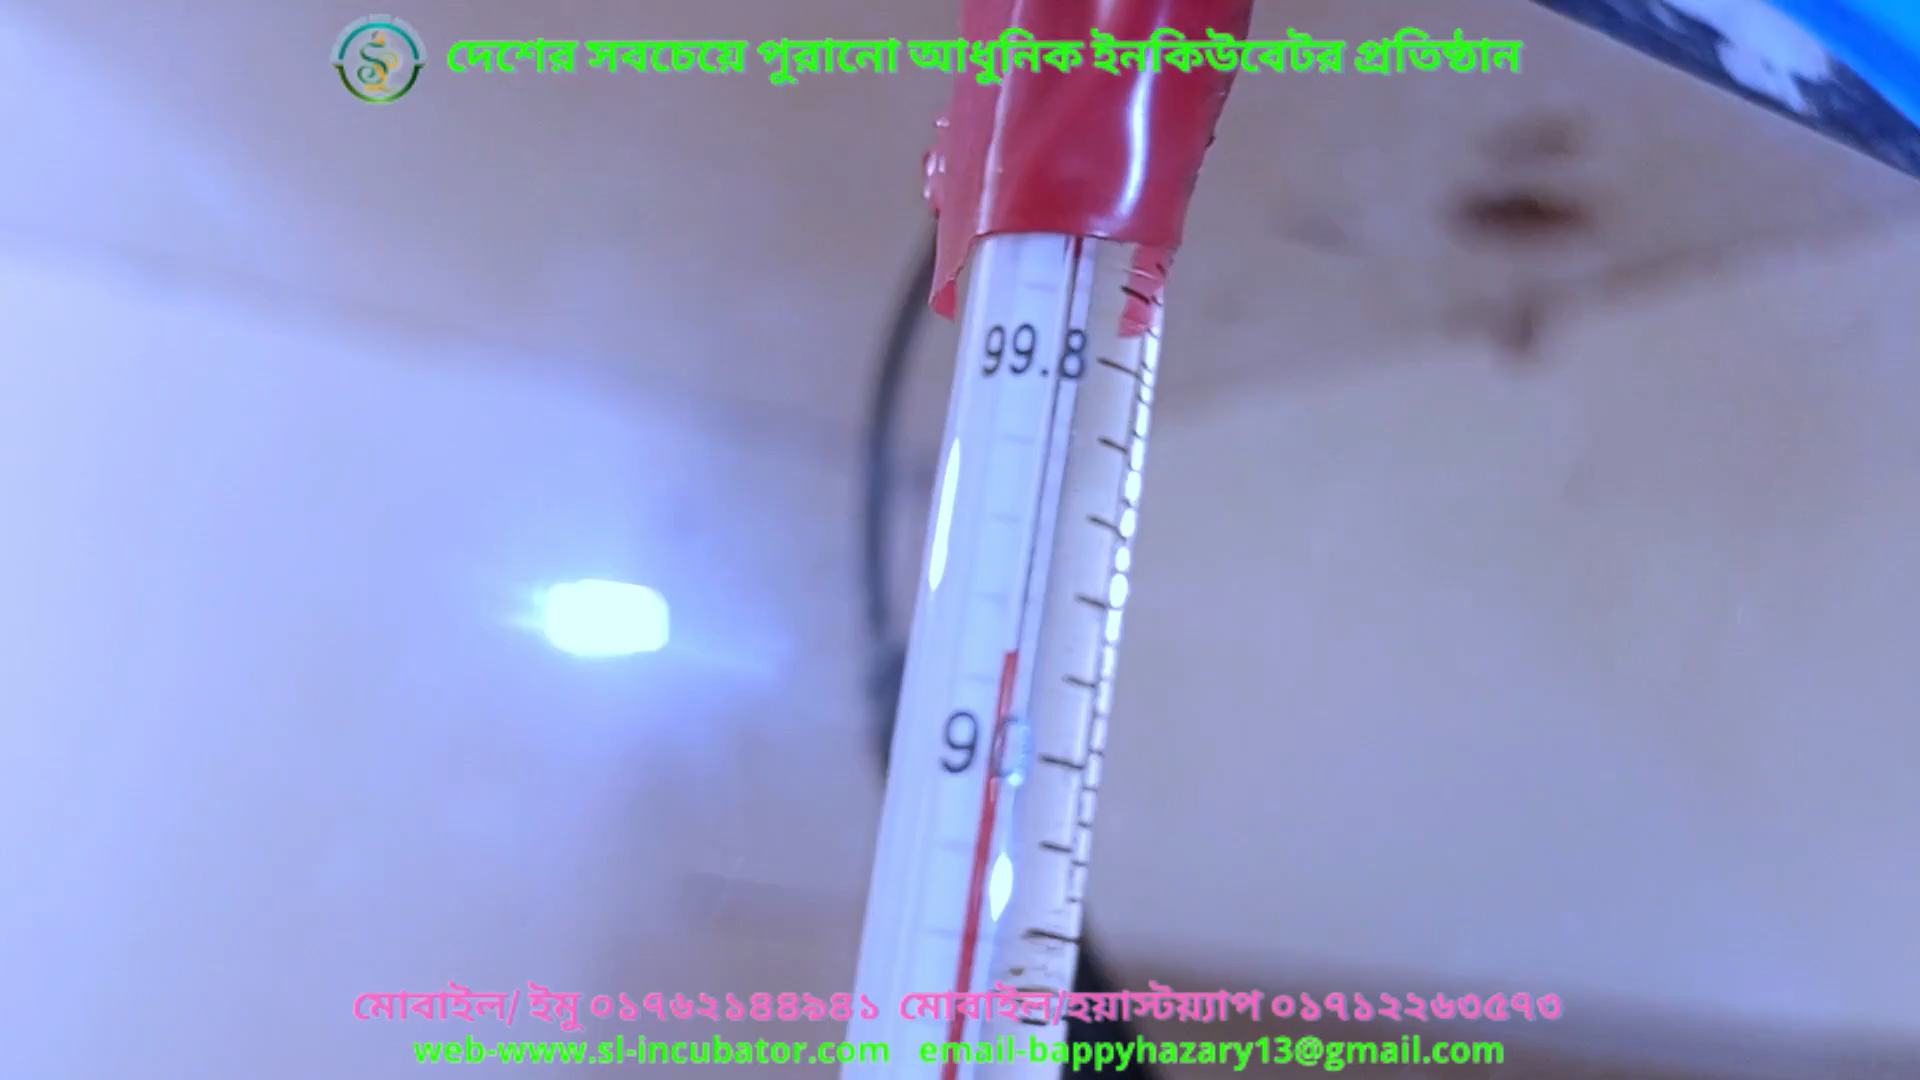 দেশের সবচেয়ে পুরানো আধুনিক ইনকিউবেটর প্রতিষ্ঠান
99.8
90
মোবাইল/ ইমু ০১৭৬২১৪৪৯৪১ মোবাইল/হয়াস্টয়্যাপ ০১৭১২২৬৩৫৭৩
web-www.sl-incubator.com email-bappyhazary13@gmail.com